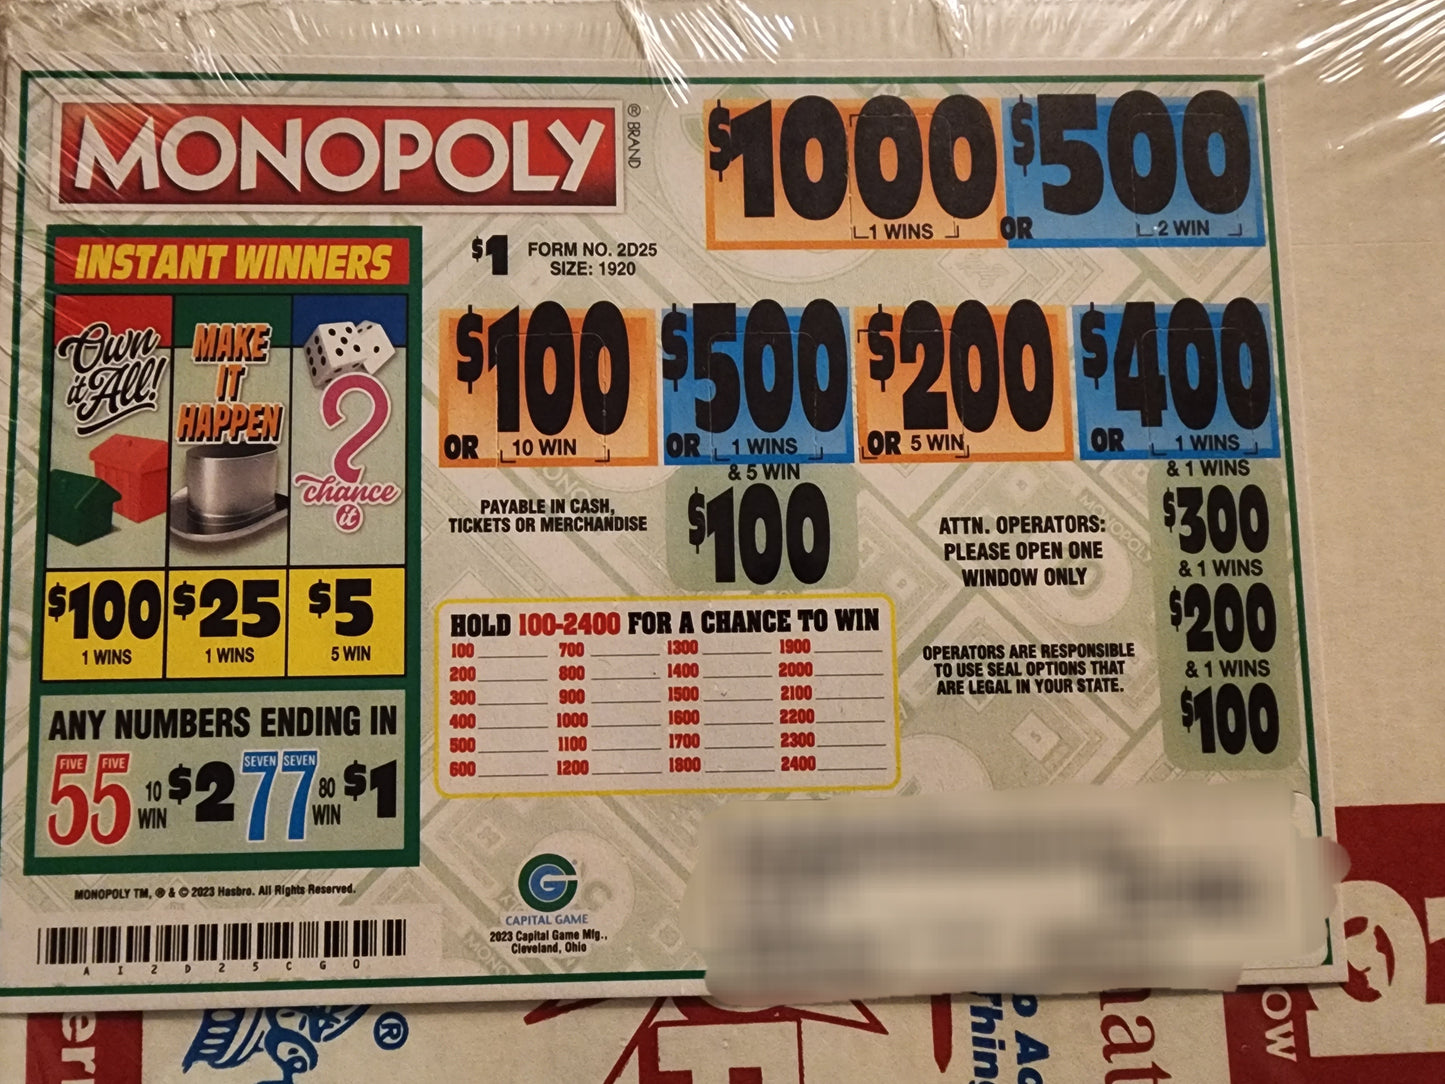 MONOPOLY
® BRAND
$1 FORM NO. 2D25
SIZE: 1920
$1000
1 WINS
OR
$500
2 WIN
INSTANT WINNERS
Own
it
All!
$100
1 WINS
MAKE
IT
HAPPEN
$25
1 WINS
?
chance
it
$5
5 WIN
ANY NUMBERS ENDING IN
FIVE FIVE
55
10
WIN
$2
SEVEN SEVEN
77
80
WIN
$1
$100
OR 10 WIN
$500
OR 1 WINS
& 5 WIN
$100
$200
OR 5 WIN
$400
OR 1 WINS
& 1 WINS
$300
& 1 WINS
$200
& 1 WINS
$100
PAYABLE IN CASH,
TICKETS OR MERCHANDISE
ATTN. OPERATORS:
PLEASE OPEN ONE
WINDOW ONLY
OPERATORS ARE RESPONSIBLE
TO USE SEAL OPTIONS THAT
ARE LEGAL IN YOUR STATE.
HOLD 100-2400 FOR A CHANCE TO WIN
100 700 1300 1900
200 800 1400 2000
300 900 1500 2100
400 1000 1600 2200
500 1100 1700 2300
600 1200 1800 2400
MONOPOLY TM, ® & © 2023 Hasbro. All Rights Reserved.
A I 2 D 2 5 C G 0
CG
CAPITAL GAME
2023 Capital Game Mfg.,
Cleveland, Ohio
®